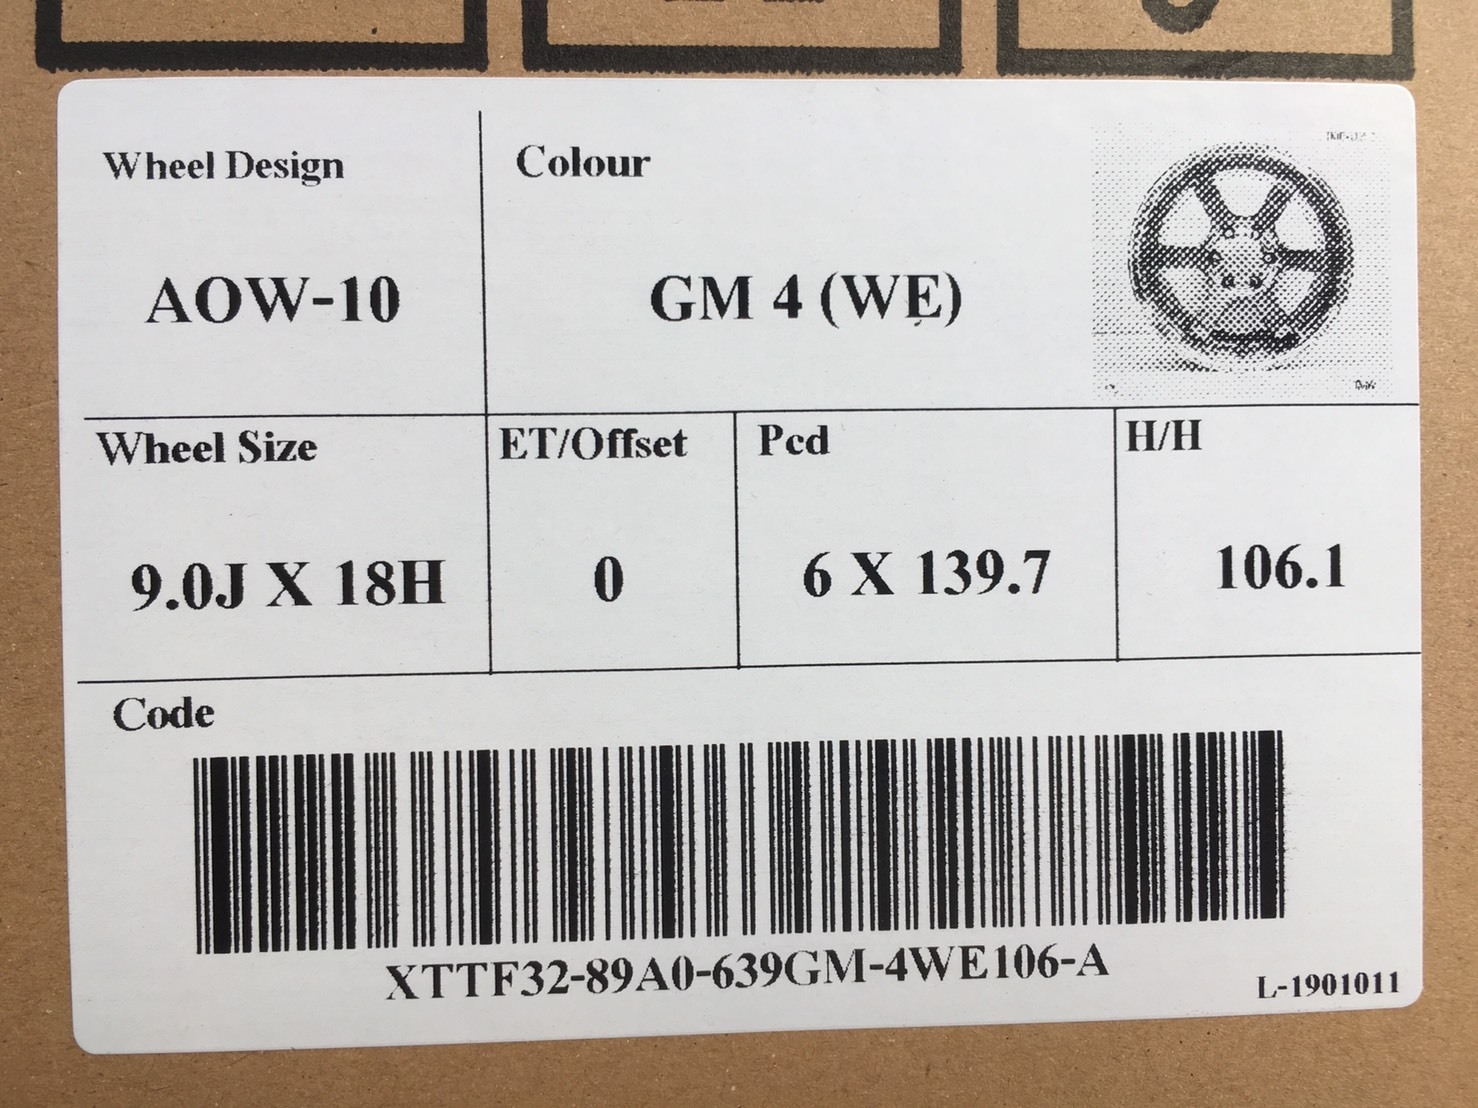 Wheel Design
Colour
AOW-10
GM 4 (WE)
Wheel Size
ET/Offset
Pcd
H/H
9.0J X 18H
0
6 X 139.7
106.1
Code
XTTF32-89A0-639GM-4WE106-A
L-1901011